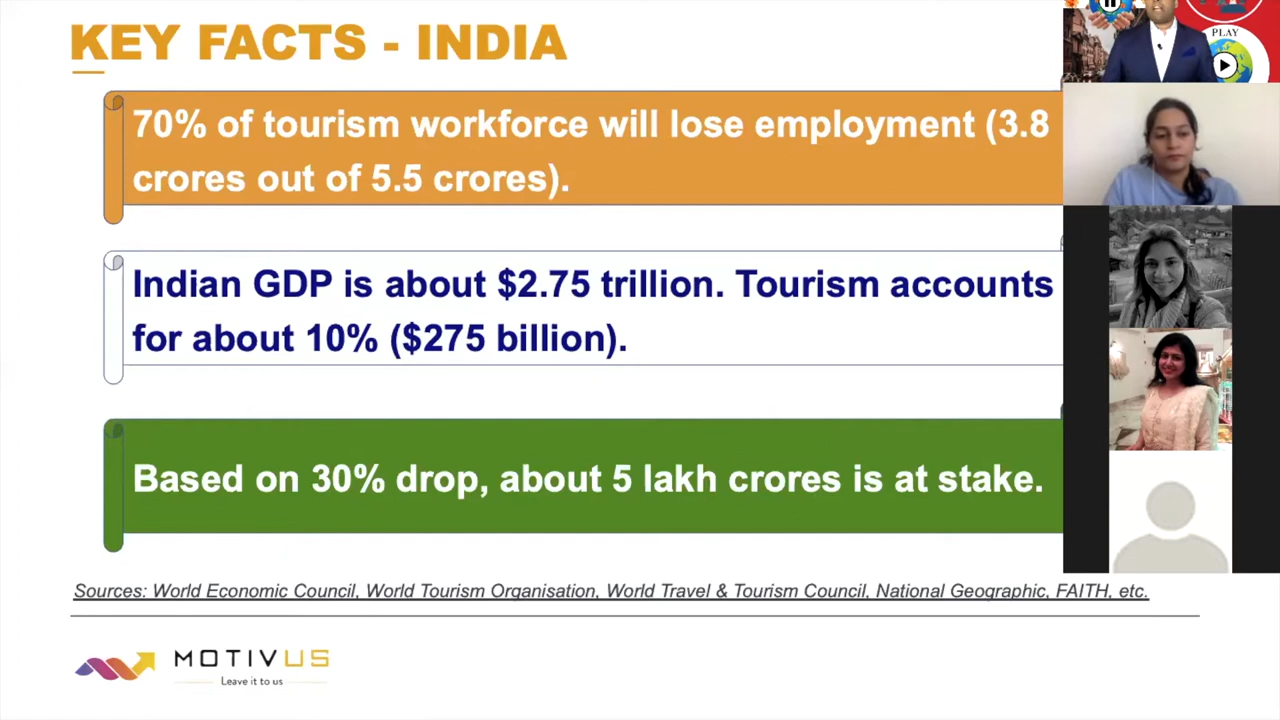 KEY FACTS - INDIA
PLAY
70% of tourism workforce will lose employment (3.8
crores out of 5.5 crores).
Indian GDP is about $2.75 trillion. Tourism accounts
for about 10% ($275 billion).
Based on 30% drop, about 5 lakh crores is at stake.
Sources: World Economic Council, World Tourism Organisation, World Travel & Tourism Council, National Geographic, FAITH, etc.
MOTIVUS
Leave it to us